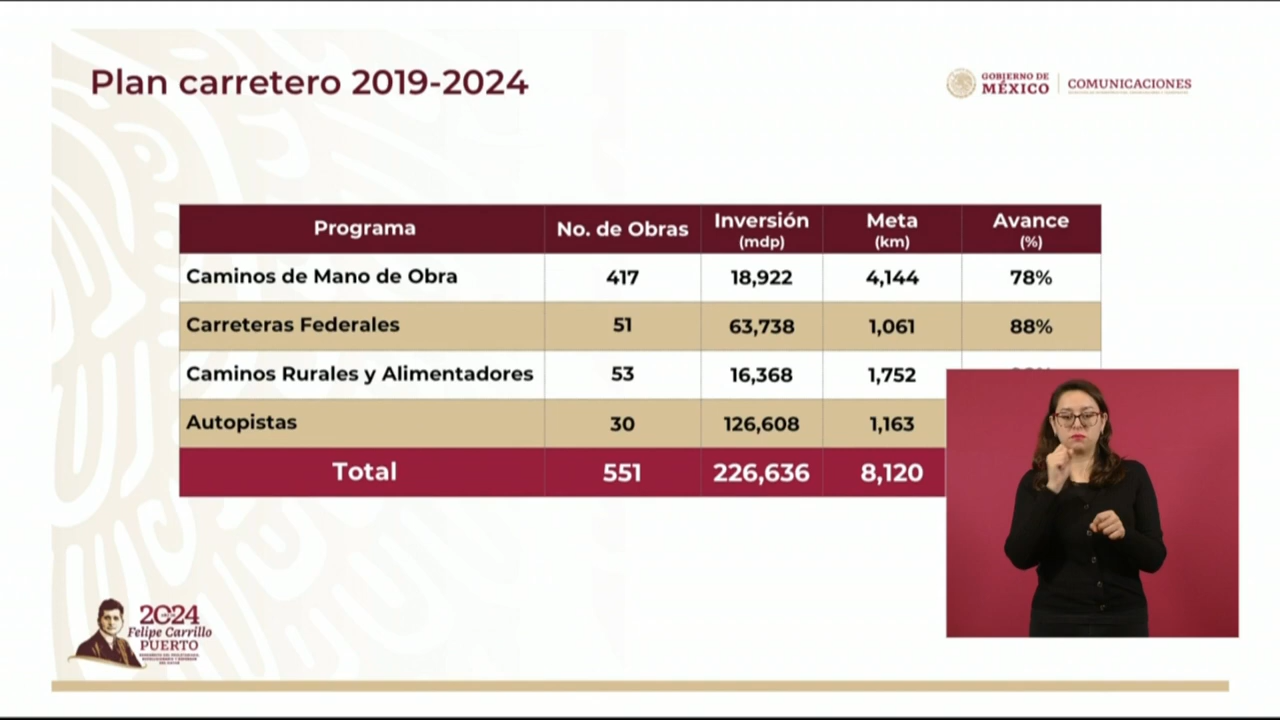 Plan carretero 2019-2024
GOBIERNO DE
MÉXICO
COMUNICACIONES
Programa No. de Obras Inversión (mdp) Meta (km) Avance (%)
Caminos de Mano de Obra 417 18,922 4,144 78%
Carreteras Federales 51 63,738 1,061 88%
Caminos Rurales y Alimentadores 53 16,368 1,752
Autopistas 30 126,608 1,163
Total 551 226,636 8,120
2024
Felipe Carrillo
PUERTO